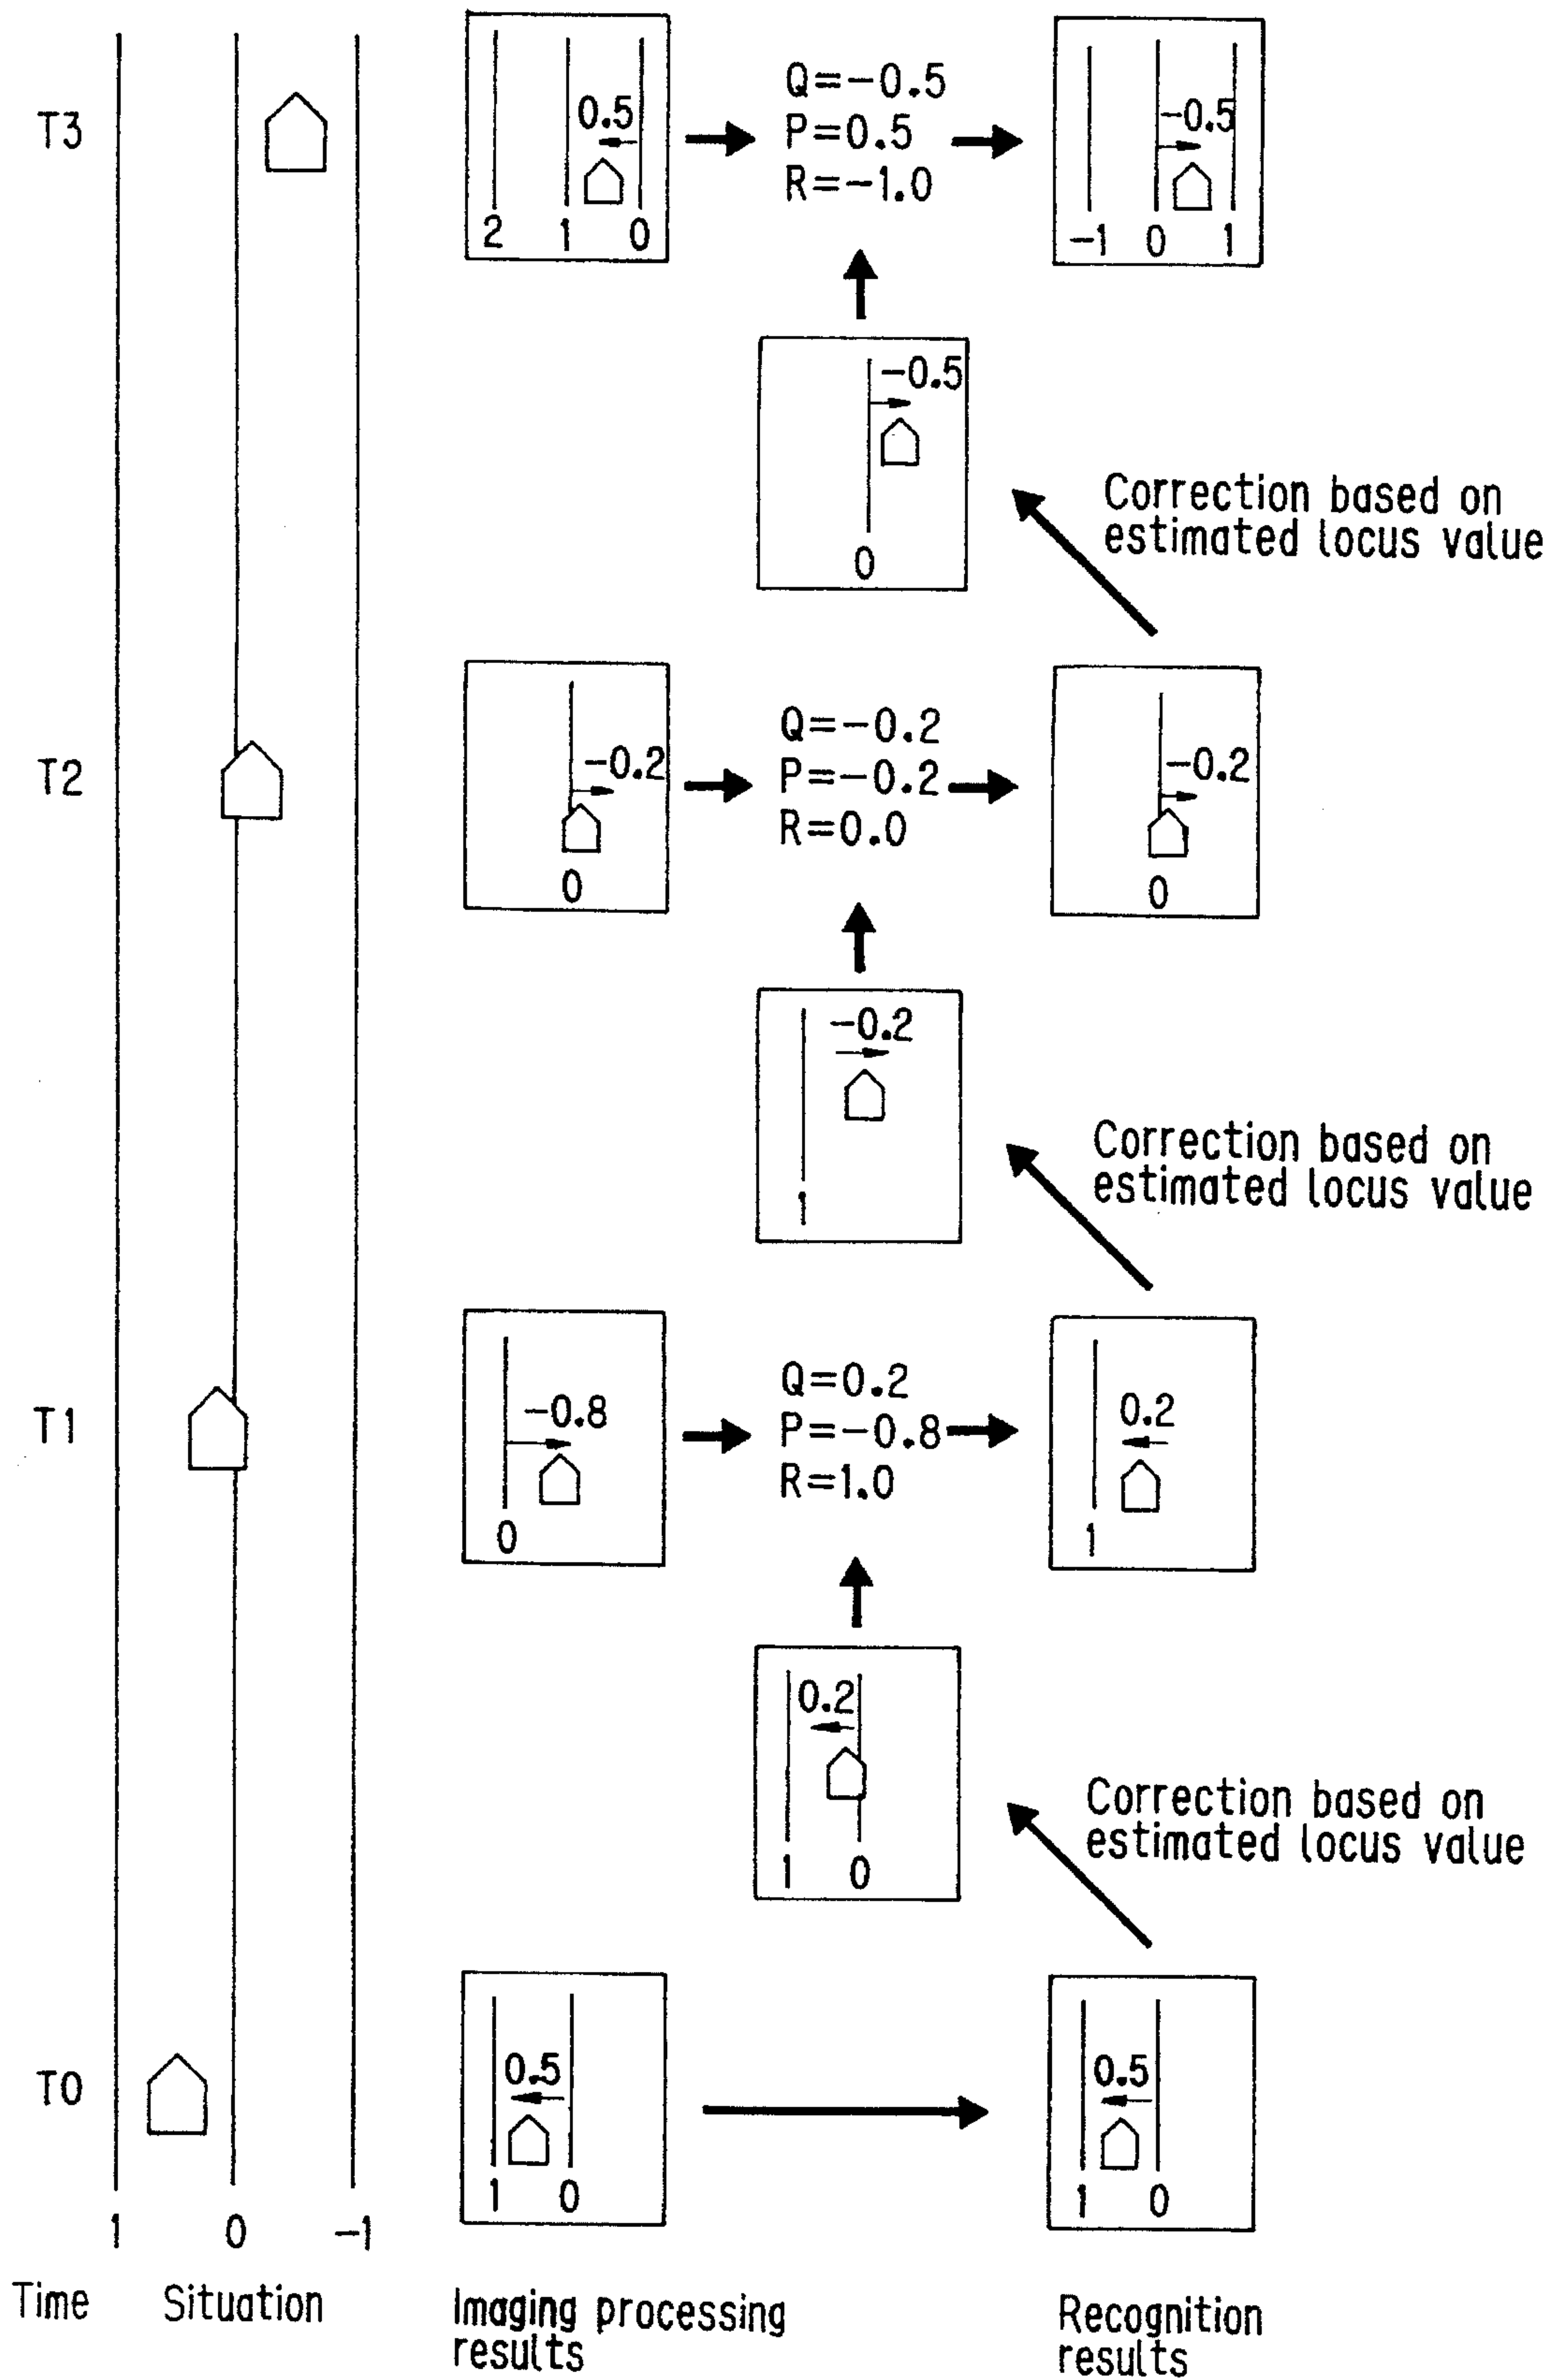 T3
0.5
2 1 0
Q=-0.5
P=0.5
R=-1.0
-0.5
-1 0 1
-0.5
0
Correction based on
estimated locus value
T2
-0.2
0
Q=-0.2
P=-0.2
R=0.0
-0.2
0
-0.2
1
Correction based on
estimated locus value
T1
-0.8
0
Q=0.2
P=-0.8
R=1.0
0.2
1
0.2
1 0
Correction based on
estimated locus value
T0
0.5
1 0
0.5
1 0
1 0 -1
Time
Situation
Imaging processing
results
Recognition
results